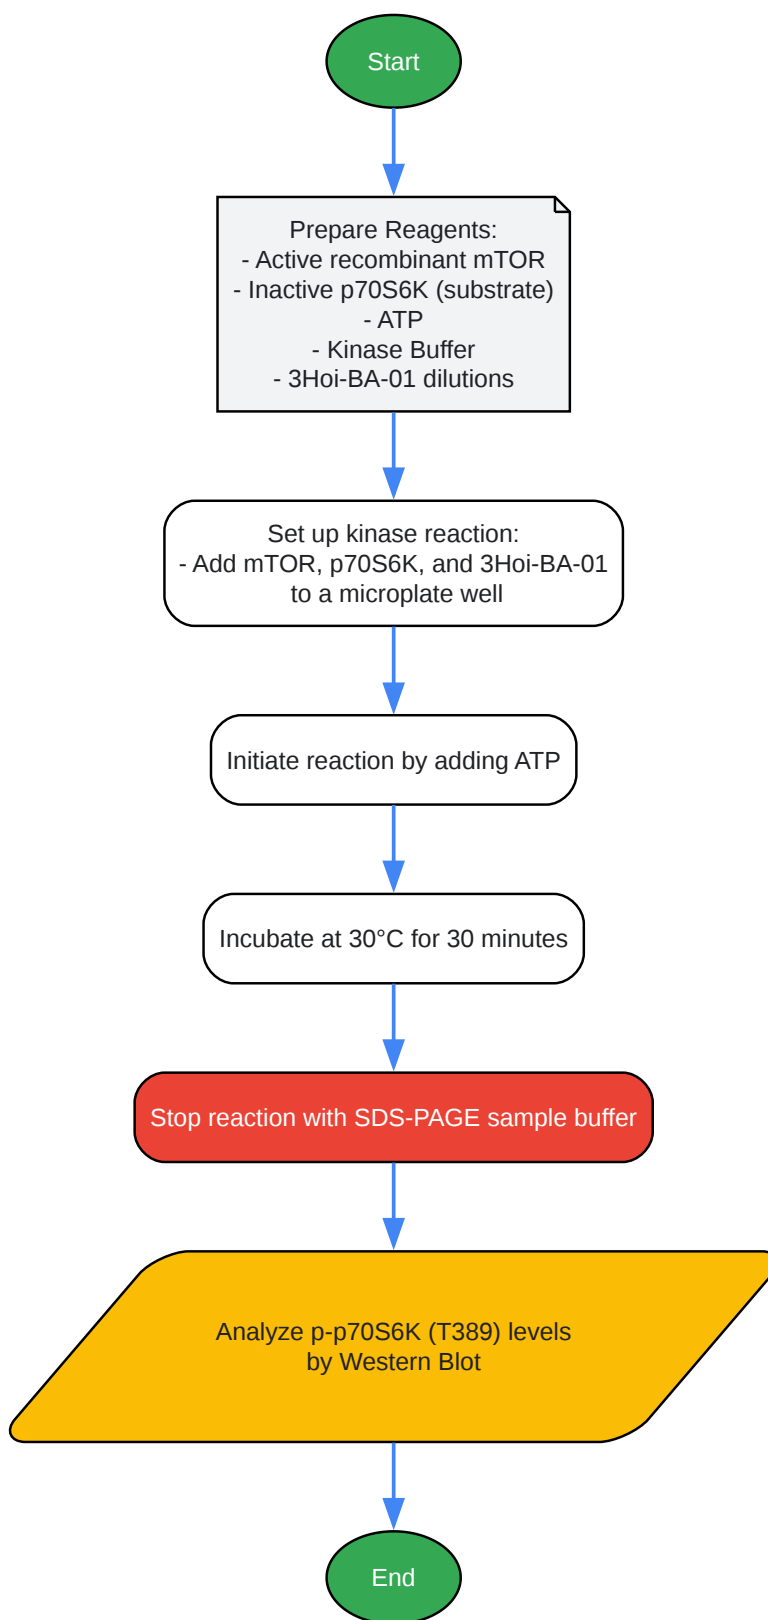 Start
Prepare Reagents:
- Active recombinant mTOR
- Inactive p70S6K (substrate)
- ATP
- Kinase Buffer
- 3Hoi-BA-01 dilutions
Set up kinase reaction:
- Add mTOR, p70S6K, and 3Hoi-BA-01
to a microplate well
Initiate reaction by adding ATP
Incubate at 30°C for 30 minutes
Stop reaction with SDS-PAGE sample buffer
Analyze p-p70S6K (T389) levels
by Western Blot
End